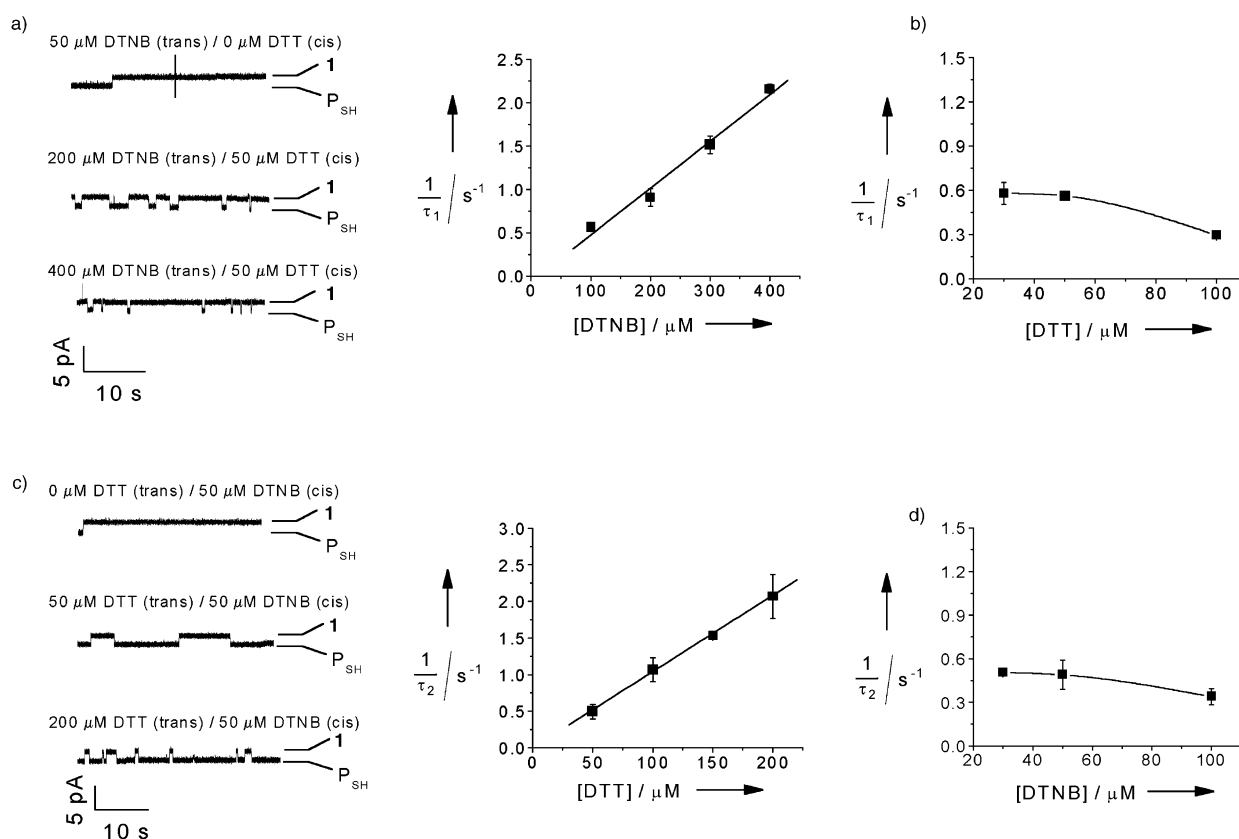 a)
50 μM DTNB (trans) / 0 μM DTT (cis)
1
P_SH
200 μM DTNB (trans) / 50 μM DTT (cis)
1
P_SH
400 μM DTNB (trans) / 50 μM DTT (cis)
1
P_SH
5 pA
10 s
2.5
2.0
1.5
1.0
0.5
0.0
0 100 200 300 400
1/τ₁ / s⁻¹
[DTNB] / μM
b)
1.5
1.2
0.9
0.6
0.3
0.0
20 40 60 80 100
1/τ₁ / s⁻¹
[DTT] / μM
c)
0 μM DTT (trans) / 50 μM DTNB (cis)
1
P_SH
50 μM DTT (trans) / 50 μM DTNB (cis)
1
P_SH
200 μM DTT (trans) / 50 μM DTNB (cis)
1
P_SH
5 pA
10 s
3.0
2.5
2.0
1.5
1.0
0.5
0.0
0 50 100 150 200
1/τ₂ / s⁻¹
[DTT] / μM
d)
1.5
1.2
0.9
0.6
0.3
0.0
20 40 60 80 100
1/τ₂ / s⁻¹
[DTNB] / μM